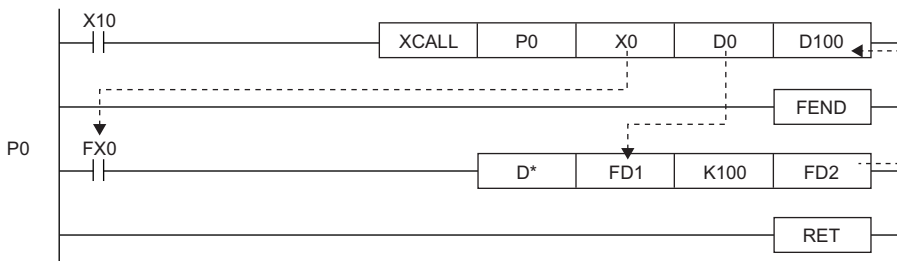 X10
XCALL P0 X0 D0 D100
FEND
P0 FX0
D* FD1 K100 FD2
RET